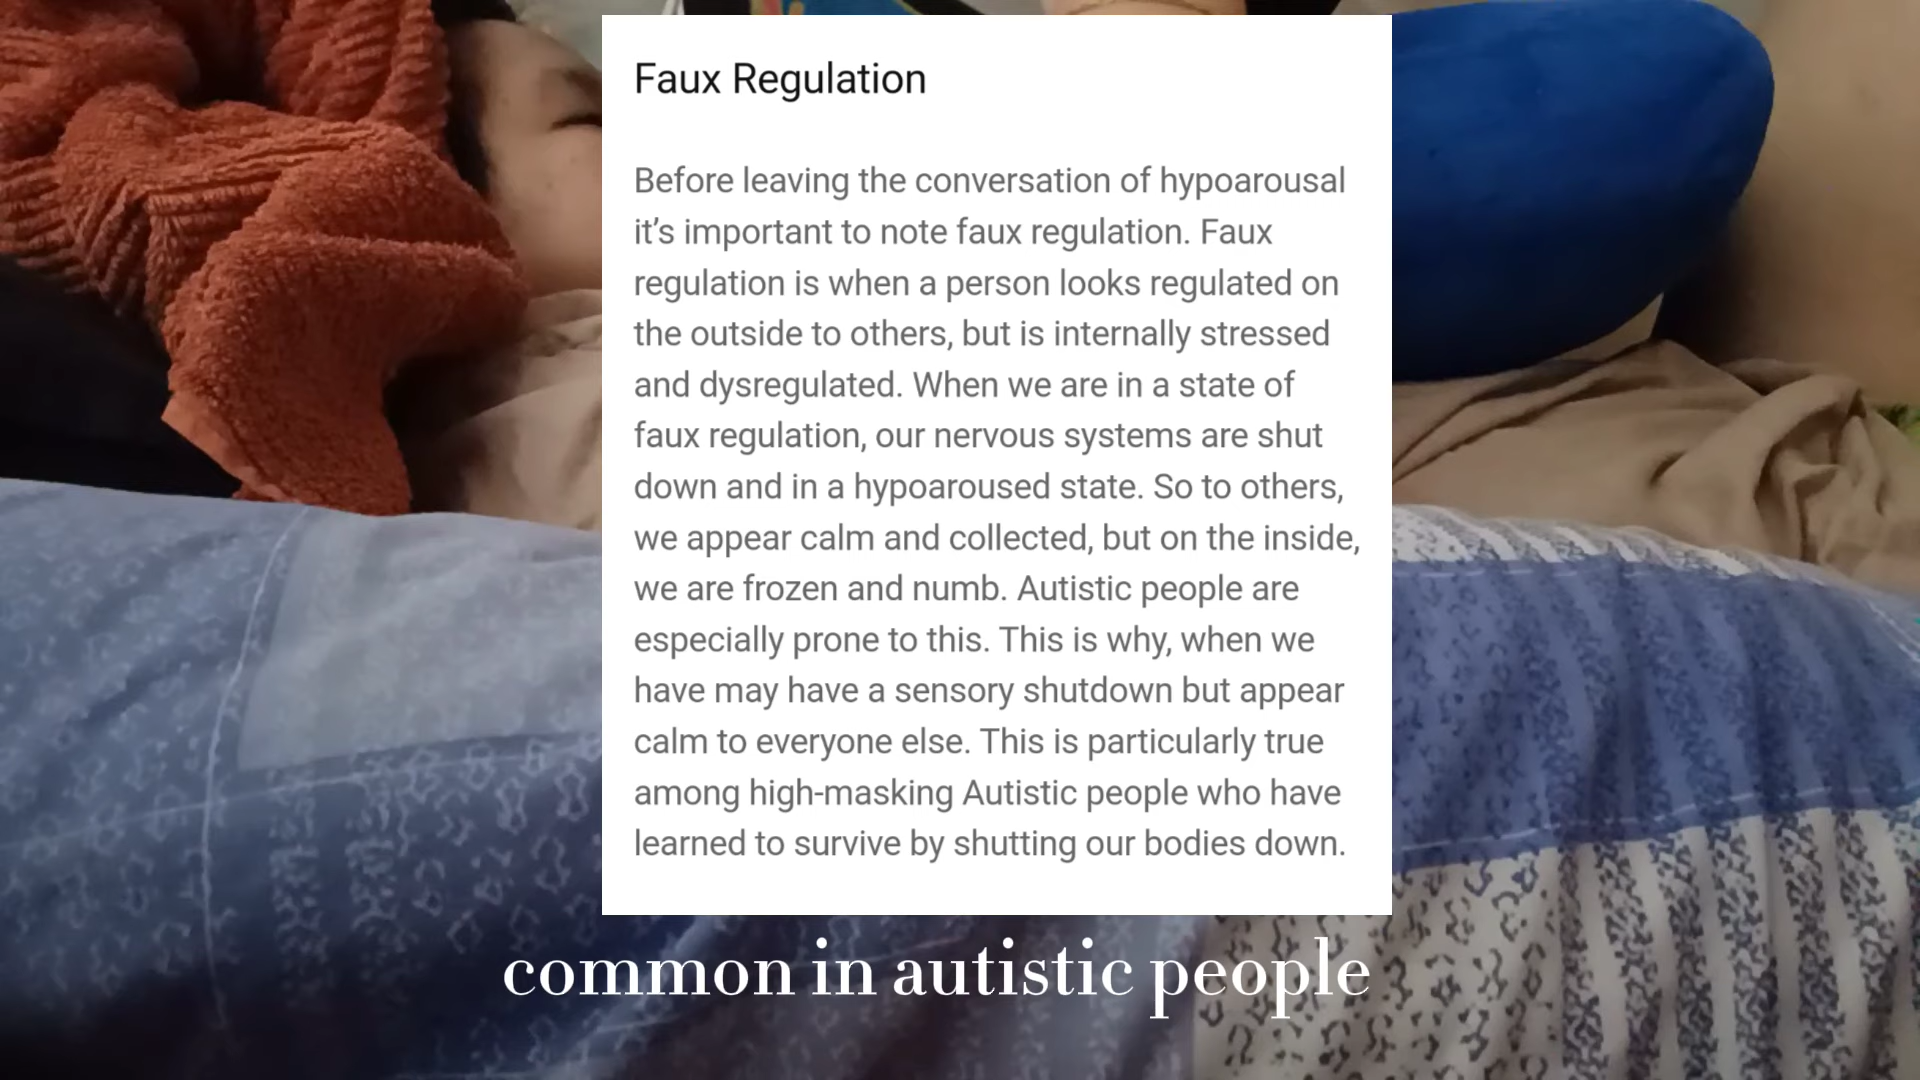 Faux Regulation
Before leaving the conversation of hypoarousal
it’s important to note faux regulation. Faux
regulation is when a person looks regulated on
the outside to others, but is internally stressed
and dysregulated. When we are in a state of
faux regulation, our nervous systems are shut
down and in a hypoaroused state. So to others,
we appear calm and collected, but on the inside,
we are frozen and numb. Autistic people are
especially prone to this. This is why, when we
have may have a sensory shutdown but appear
calm to everyone else. This is particularly true
among high-masking Autistic people who have
learned to survive by shutting our bodies down.
common in autistic people